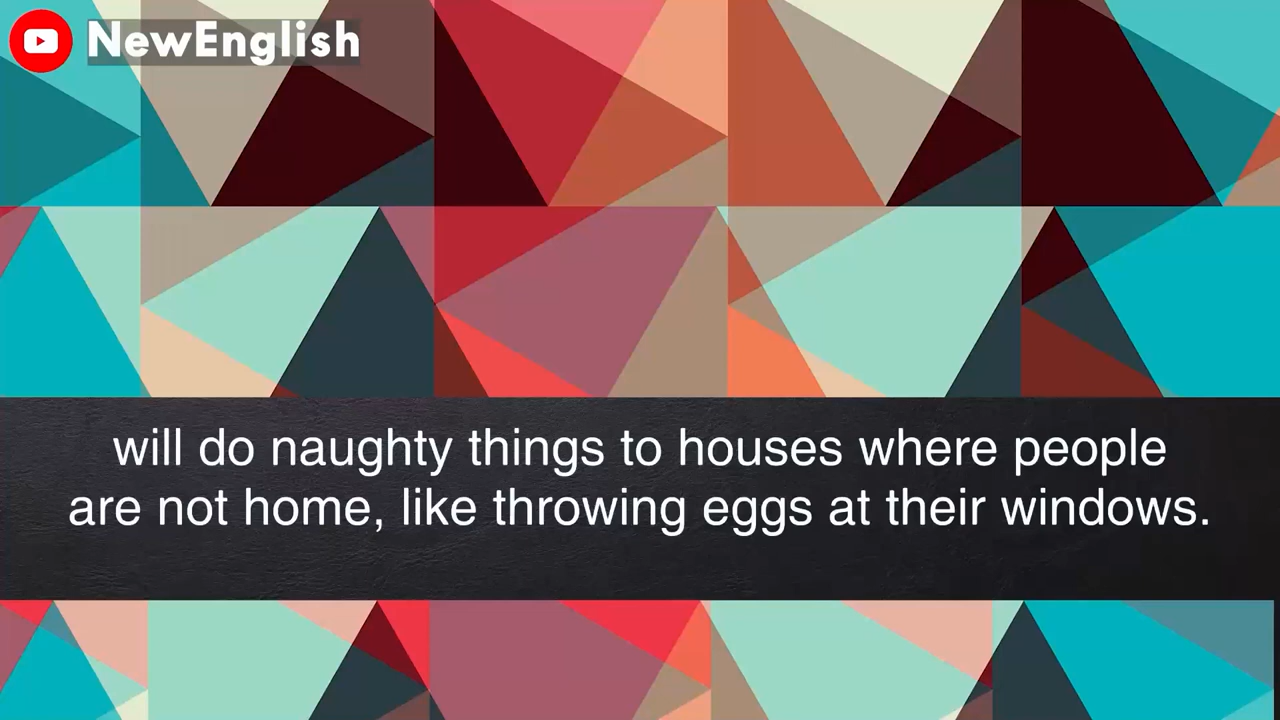 NewEnglish
will do naughty things to houses where people
are not home, like throwing eggs at their windows.